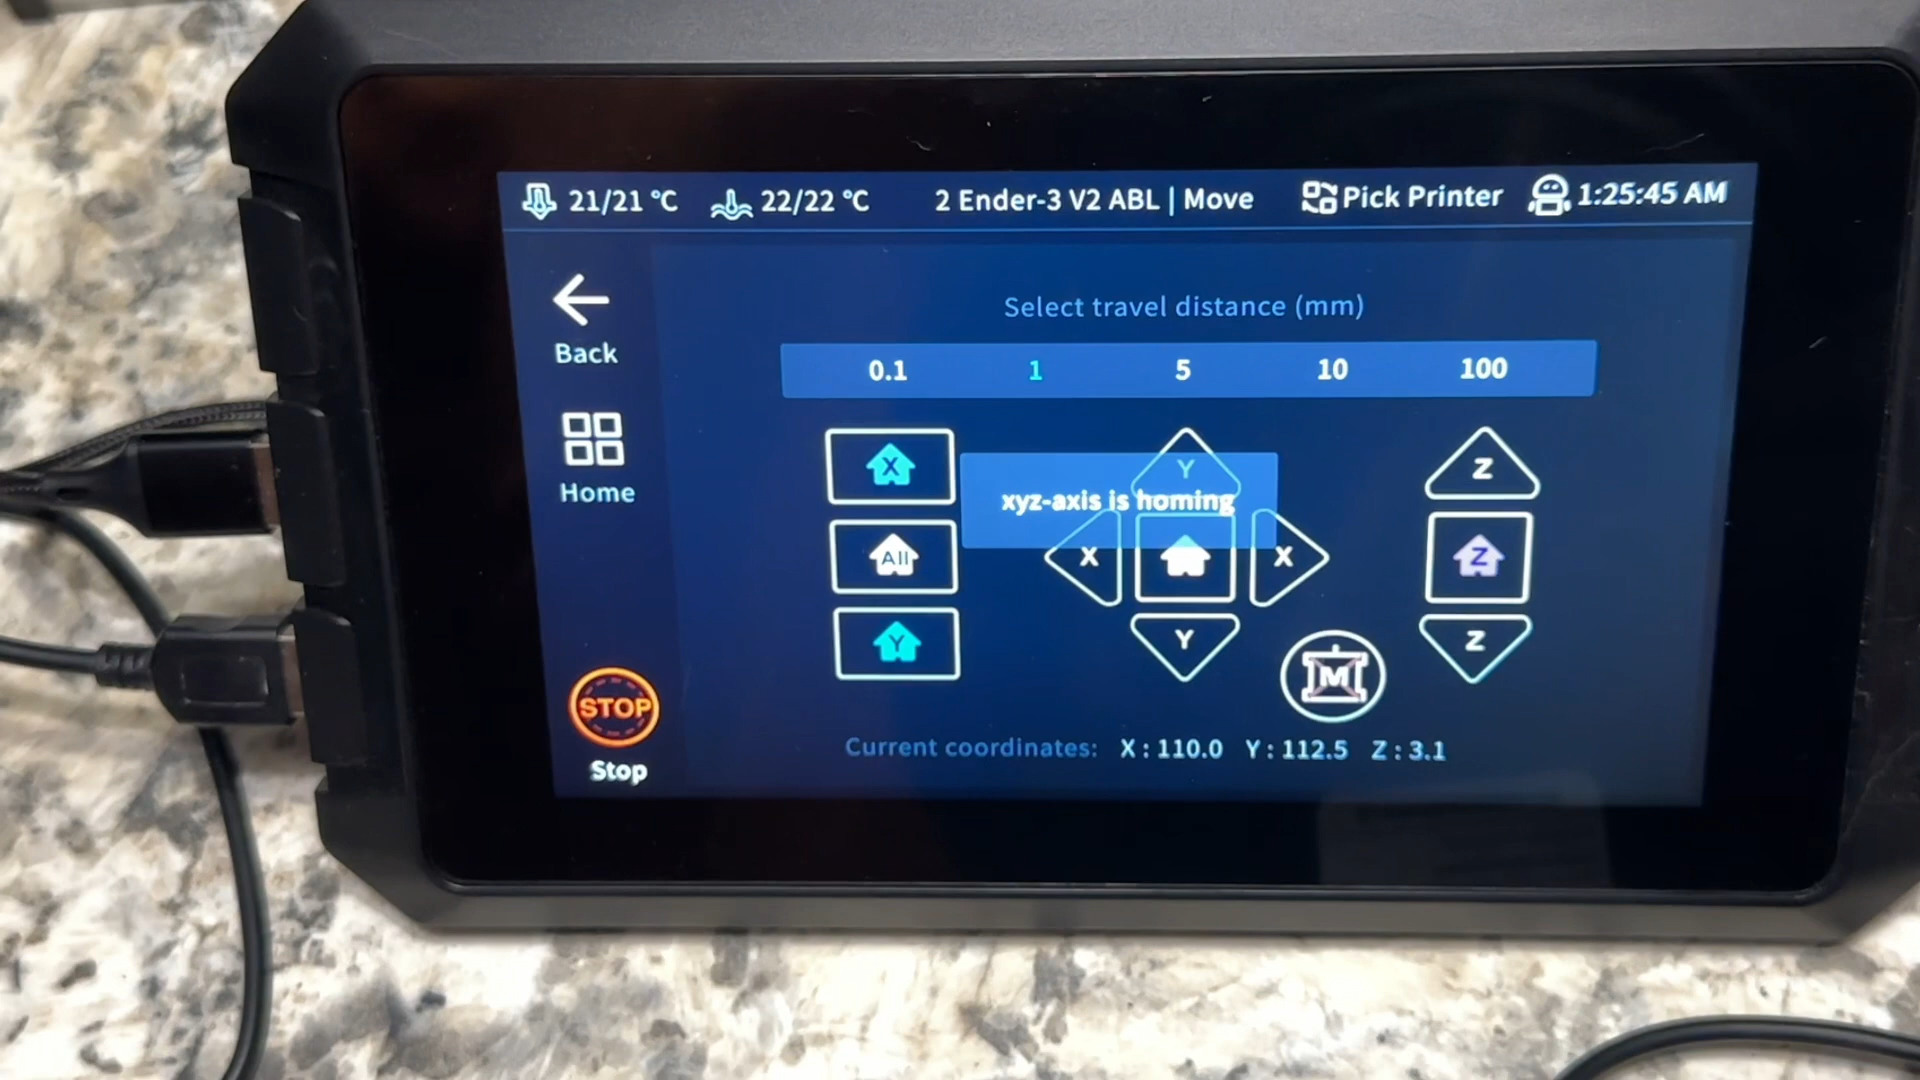 21/21 °C 22/22 °C 2 Ender-3 V2 ABL | Move Pick Printer 1:25:45 AM
Back
Home
STOP
Stop
Select travel distance (mm)
0.1 1 5 10 100
X Y Z
xyz-axis is homing
All X X Z
Y Y M Z
Current coordinates: X : 110.0 Y : 112.5 Z : 3.1